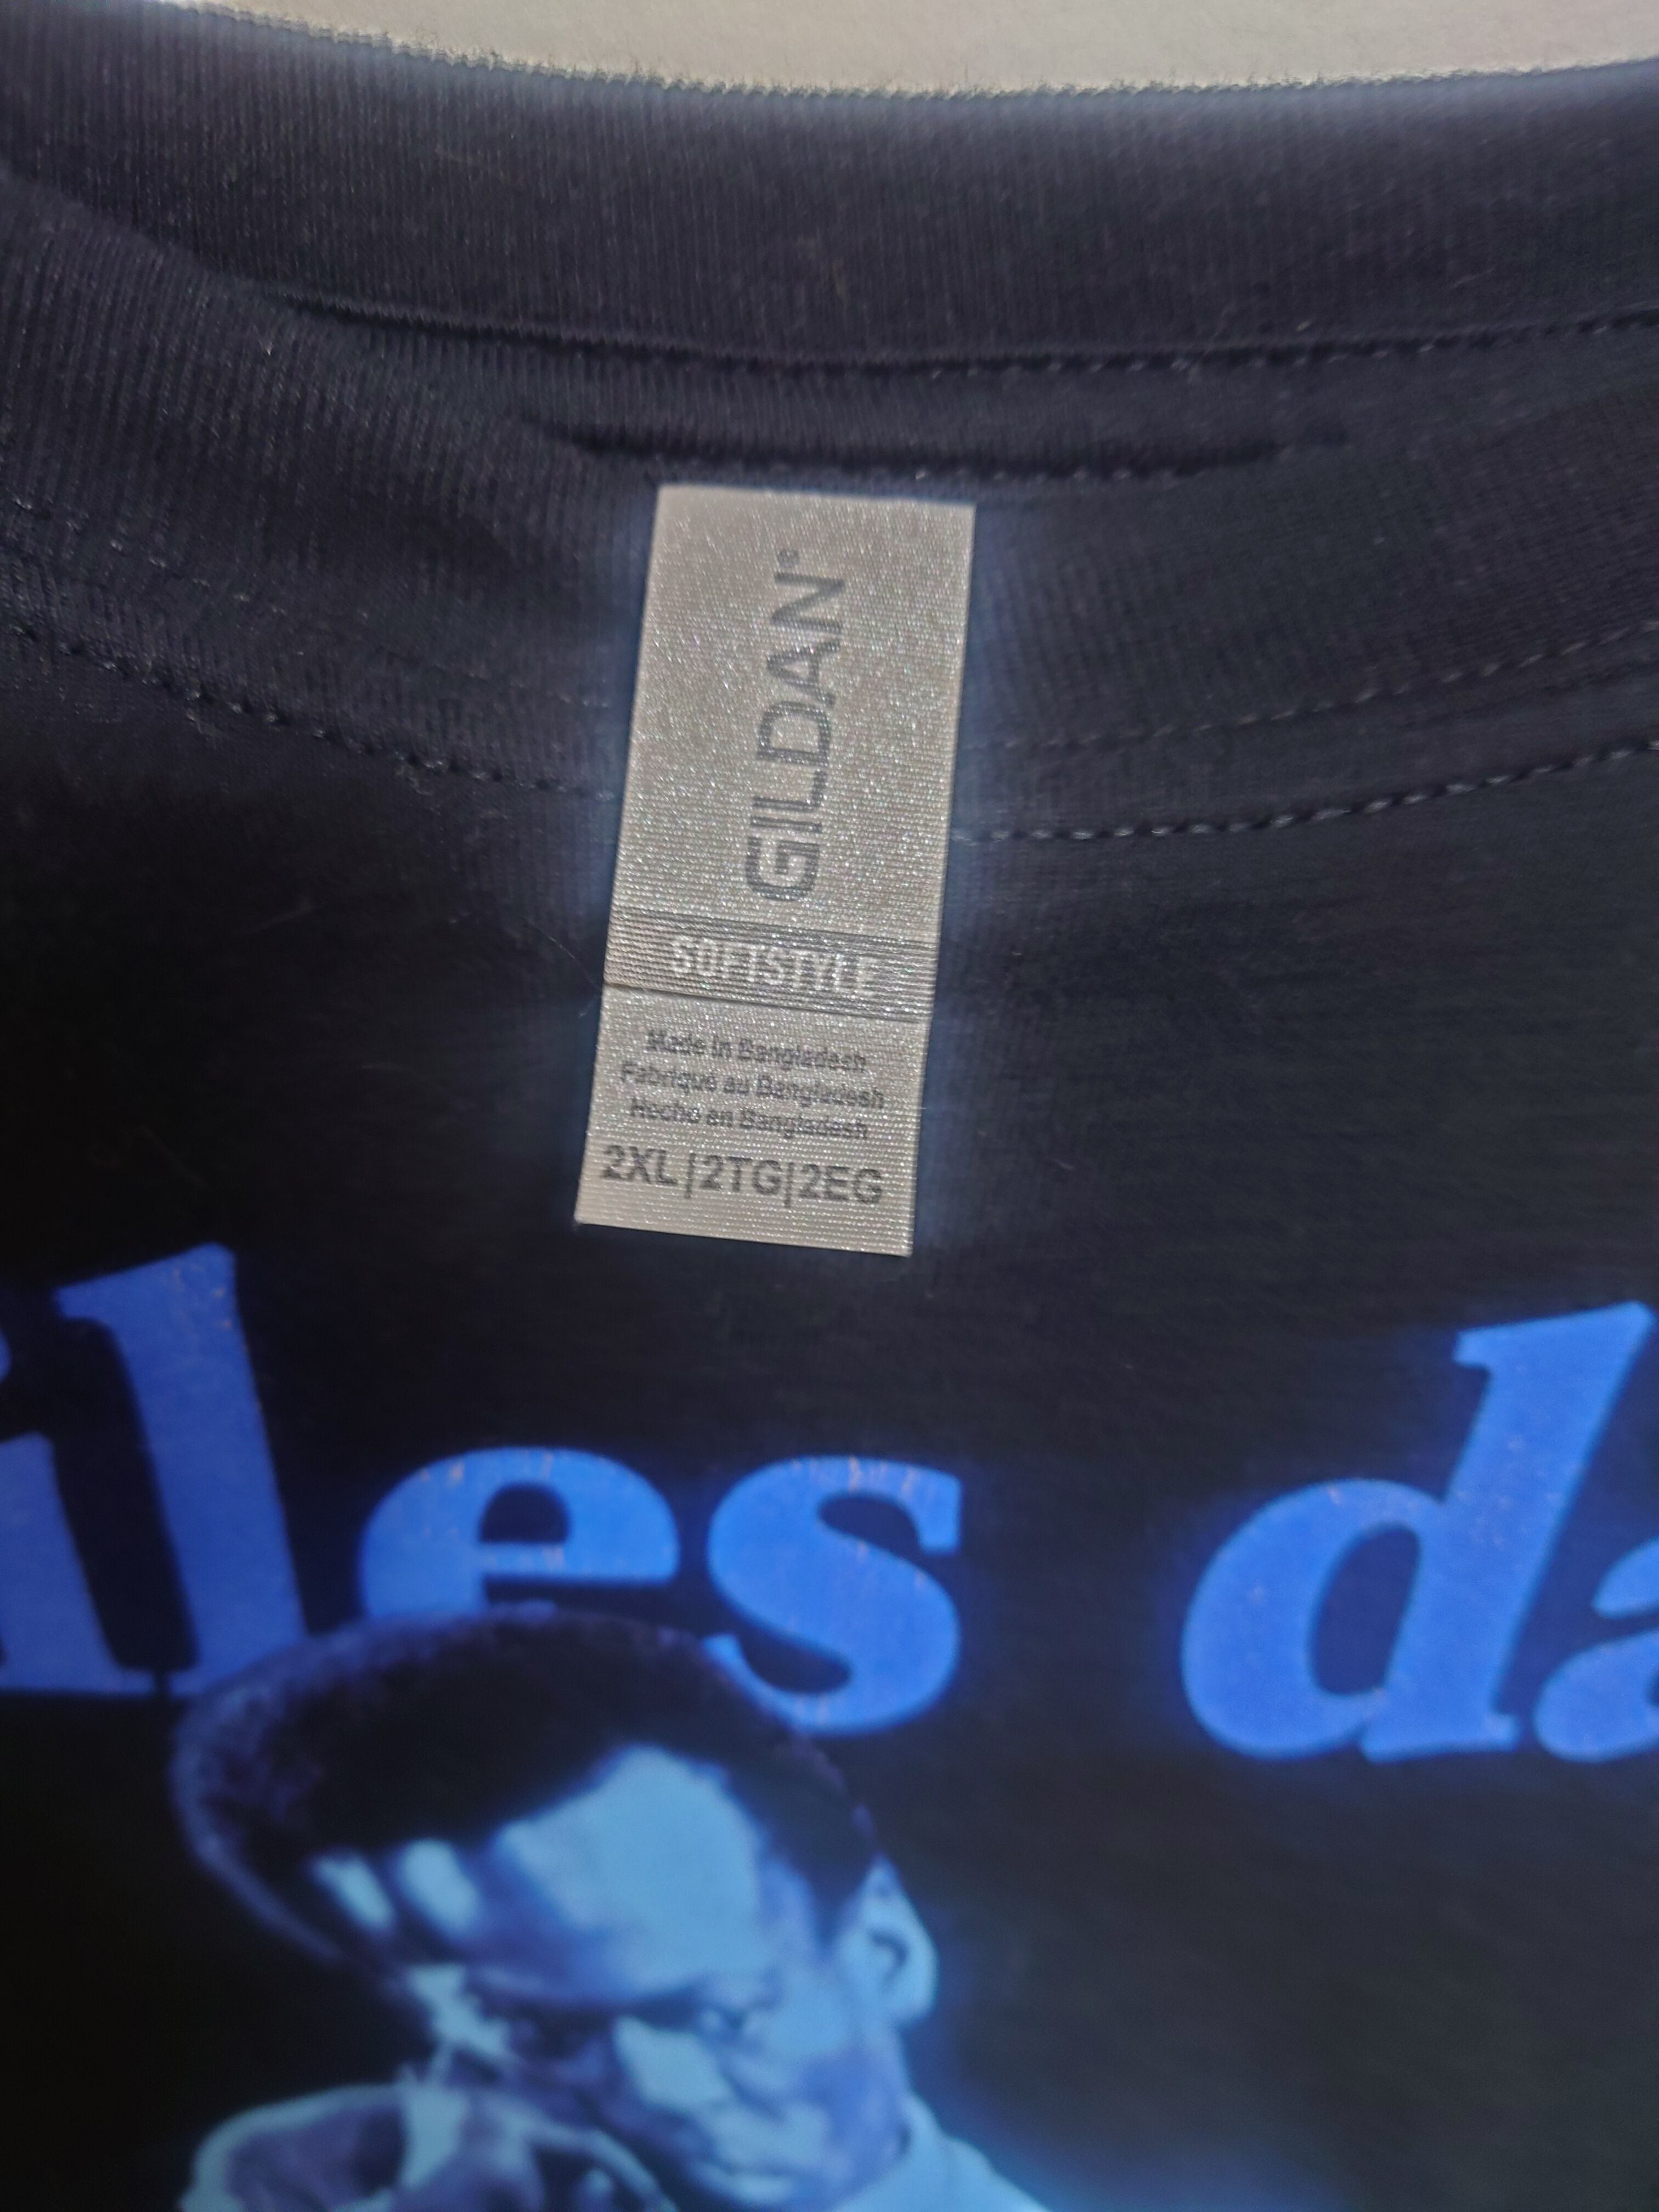 GILDAN®
SOFTSTYLE
Made in Bangladesh
Fabriqué au Bangladesh
Hecho en Bangladesh
2XL|2TG|2EG
iles da